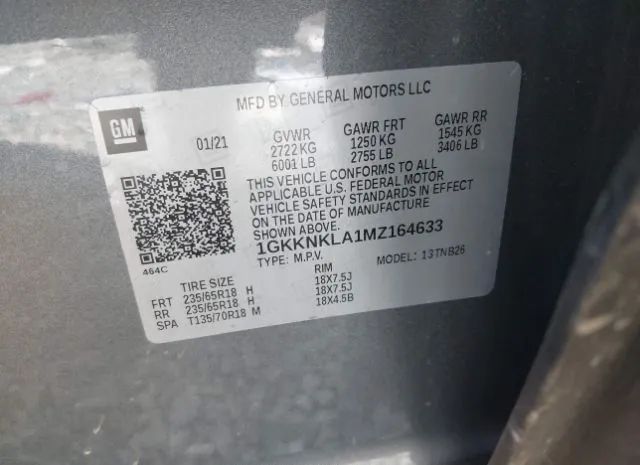 MFD BY GENERAL MOTORS LLC
GM
01/21
GVWR GAWR FRT GAWR RR
2722 KG 1250 KG 1545 KG
6001 LB 2755 LB 3406 LB
THIS VEHICLE CONFORMS TO ALL
APPLICABLE U.S. FEDERAL MOTOR
VEHICLE SAFETY STANDARDS IN EFFECT
ON THE DATE OF MANUFACTURE
SHOWN ABOVE.
1GKKNKLA1MZ164633
464C
TYPE: M.P.V. MODEL: 13TNB26
TIRE SIZE RIM
FRT 235/65R18 H 18X7.5J
RR 235/65R18 H 18X7.5J
SPA T135/70R18 M 18X4.5B